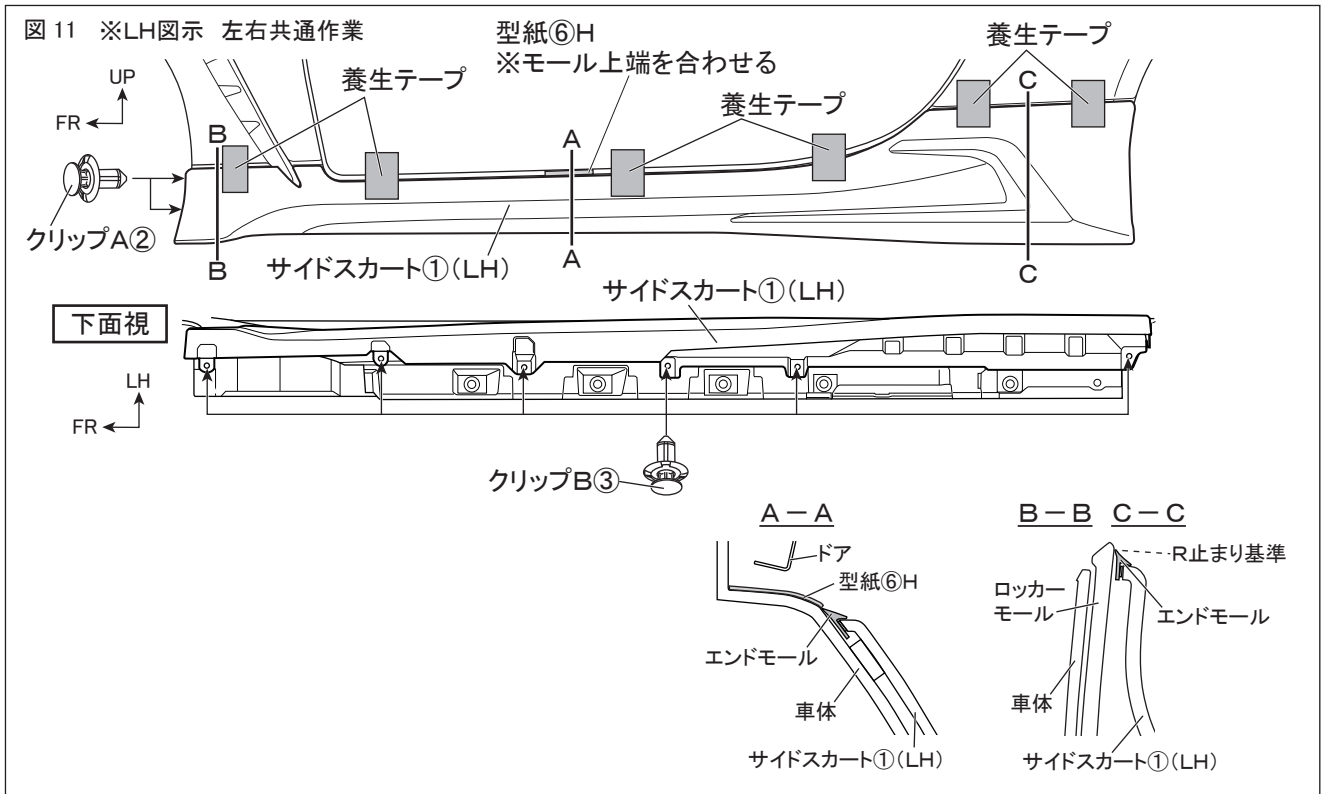 図11 ※LH図示 左右共通作業
型紙⑥H
※モール上端を合わせる
養生テープ
養生テープ
養生テープ
UP
FR
B
A
C
クリップA②
B
A
C
サイドスカート①(LH)
サイドスカート①(LH)
下面視
LH
FR
クリップB③
A-A
ドア
型紙⑥H
エンドモール
車体
サイドスカート①(LH)
B-B C-C
R止まり基準
ロッカー
モール
エンドモール
車体
サイドスカート①(LH)